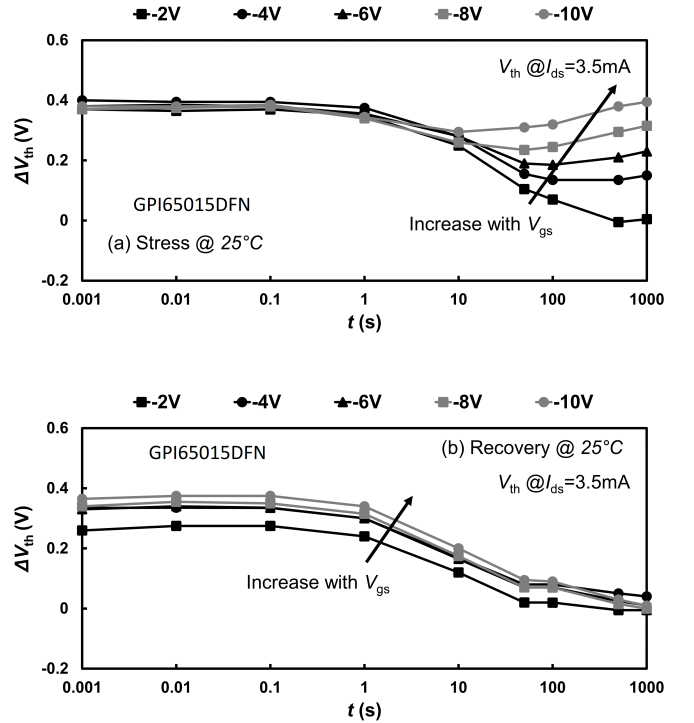 -2V -4V -6V -8V -10V
0.6
Vth @Ids=3.5mA
0.4
ΔVth (V)
0.2
GPI65015DFN
Increase with Vgs
0
(a) Stress @ 25°C
-0.2
0.001 0.01 0.1 1 10 100 1000
t (s)
-2V -4V -6V -8V -10V
0.6
GPI65015DFN
(b) Recovery @ 25°C
Vth @Ids=3.5mA
0.4
ΔVth (V)
0.2
Increase with Vgs
0
-0.2
0.001 0.01 0.1 1 10 100 1000
t (s)